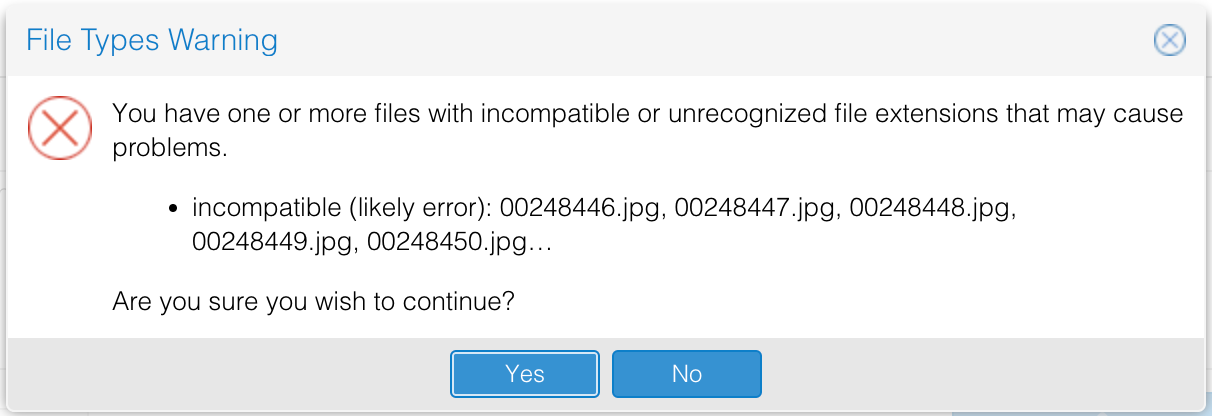 File Types Warning
You have one or more files with incompatible or unrecognized file extensions that may cause
problems.
• incompatible (likely error): 00248446.jpg, 00248447.jpg, 00248448.jpg,
00248449.jpg, 00248450.jpg…
Are you sure you wish to continue?
Yes
No